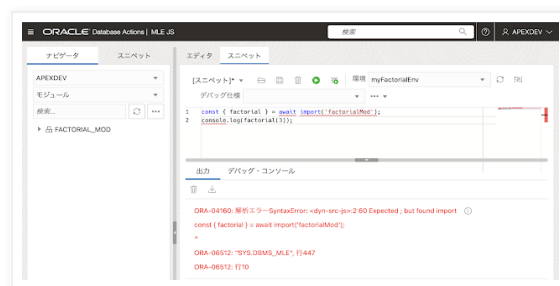 ORACLE Database Actions | MLE JS
検索
APEXDEV
ナビゲータ
スニペット
エディタ
スニペット
APEXDEV
モジュール
検索...
FACTORIAL_MOD
[スニペット]*
環境
myFactorialEnv
デバッグ仕様
1 const { factorial } = await import('factorialMod');
2 console.log(factorial(3));
出力
デバッグ・コンソール
ORA-04160: 解析エラーSyntaxError: <dyn-src-js>:2:60 Expected ; but found import
const { factorial } = await import('factorialMod');
^
ORA-06512: "SYS.DBMS_MLE", 行447
ORA-06512: 行10